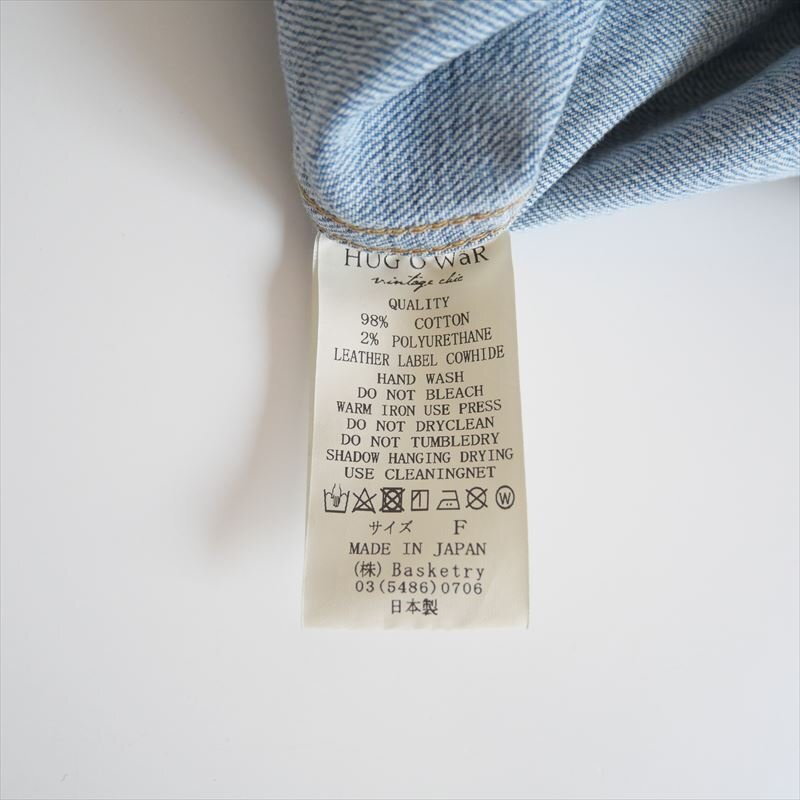 HUG Ō WäR
vintage chic
QUALITY
98% COTTON
2% POLYURETHANE
LEATHER LABEL COWHIDE
HAND WASH
DO NOT BLEACH
WARM IRON USE PRESS
DO NOT DRYCLEAN
DO NOT TUMBLEDRY
SHADOW HANGING DRYING
USE CLEANINGNET
W
サイズ F
MADE IN JAPAN
(株) Basketry
03(5486)0706
日本製